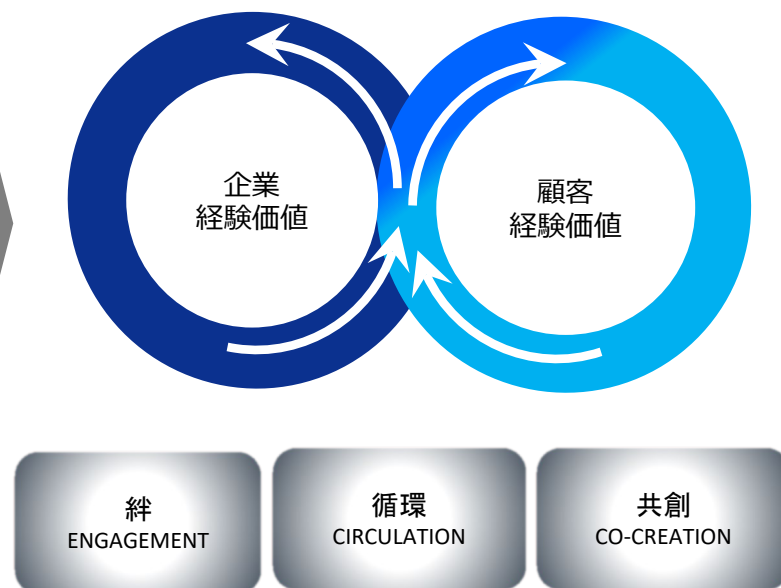 企業
経験価値
顧客
経験価値
絆
ENGAGEMENT
循環
CIRCULATION
共創
CO-CREATION